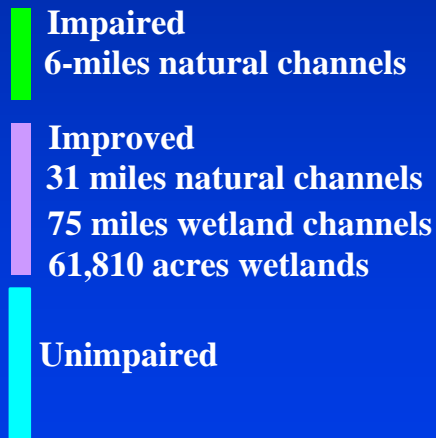 Impaired
6-miles natural channels
Improved
31 miles natural channels
75 miles wetland channels
61,810 acres wetlands
Unimpaired